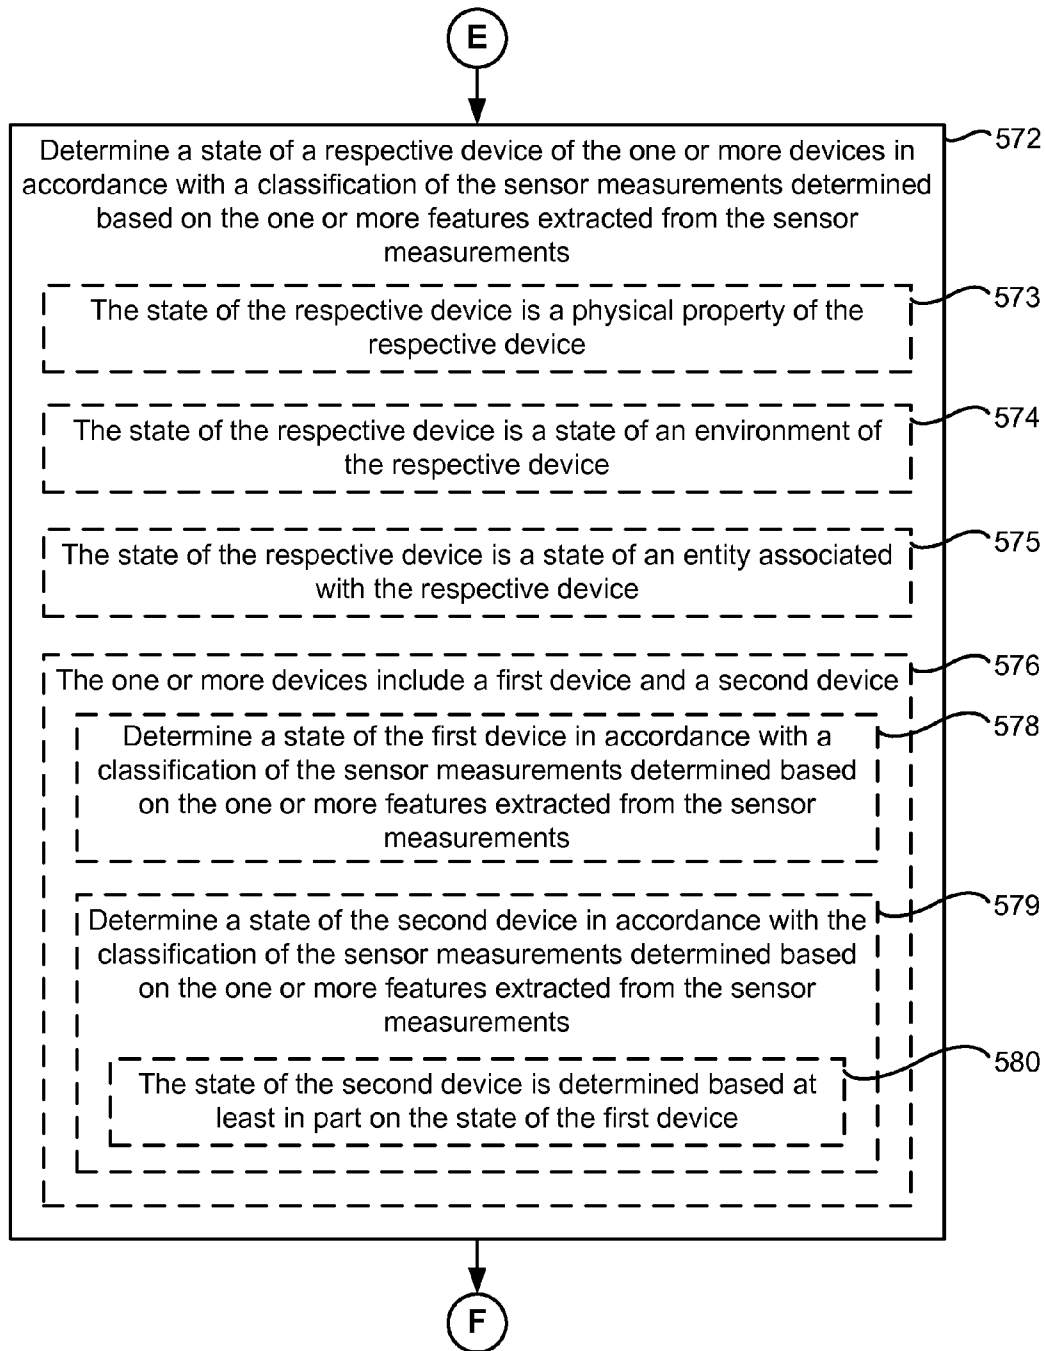 E
572
Determine a state of a respective device of the one or more devices in
accordance with a classification of the sensor measurements determined
based on the one or more features extracted from the sensor
measurements
573
The state of the respective device is a physical property of the
respective device
574
The state of the respective device is a state of an environment of
the respective device
575
The state of the respective device is a state of an entity associated
with the respective device
576
The one or more devices include a first device and a second device
578
Determine a state of the first device in accordance with a
classification of the sensor measurements determined based
on the one or more features extracted from the sensor
measurements
579
Determine a state of the second device in accordance with the
classification of the sensor measurements determined based
on the one or more features extracted from the sensor
measurements
580
The state of the second device is determined based at
least in part on the state of the first device
F